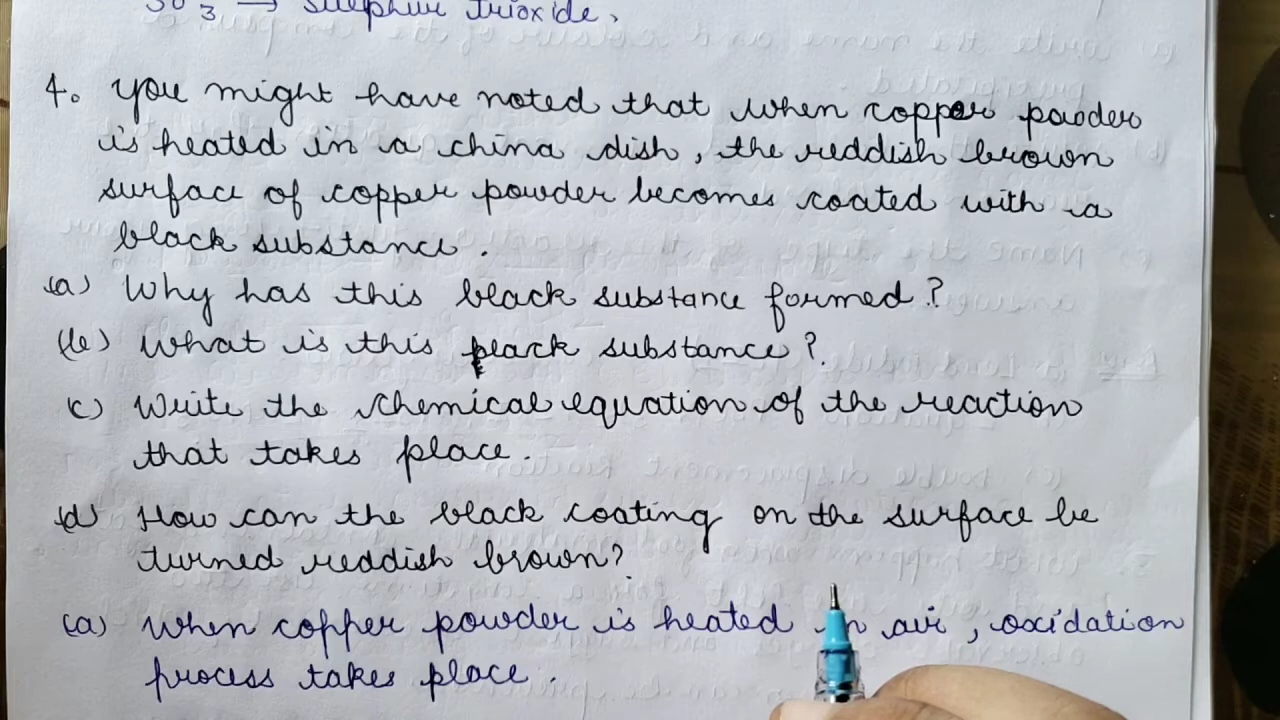 SO3 → sulphur trioxide.
4. You might have noted that when copper powder
is heated in a china dish, the reddish brown
surface of copper powder becomes coated with a
black substance.
(a) Why has this black substance formed?
(b) What is this black substance?
(c) Write the chemical equation of the reaction
that takes place.
(d) How can the black coating on the surface be
turned reddish brown?
(a) When copper powder is heated in air, oxidation
process takes place.